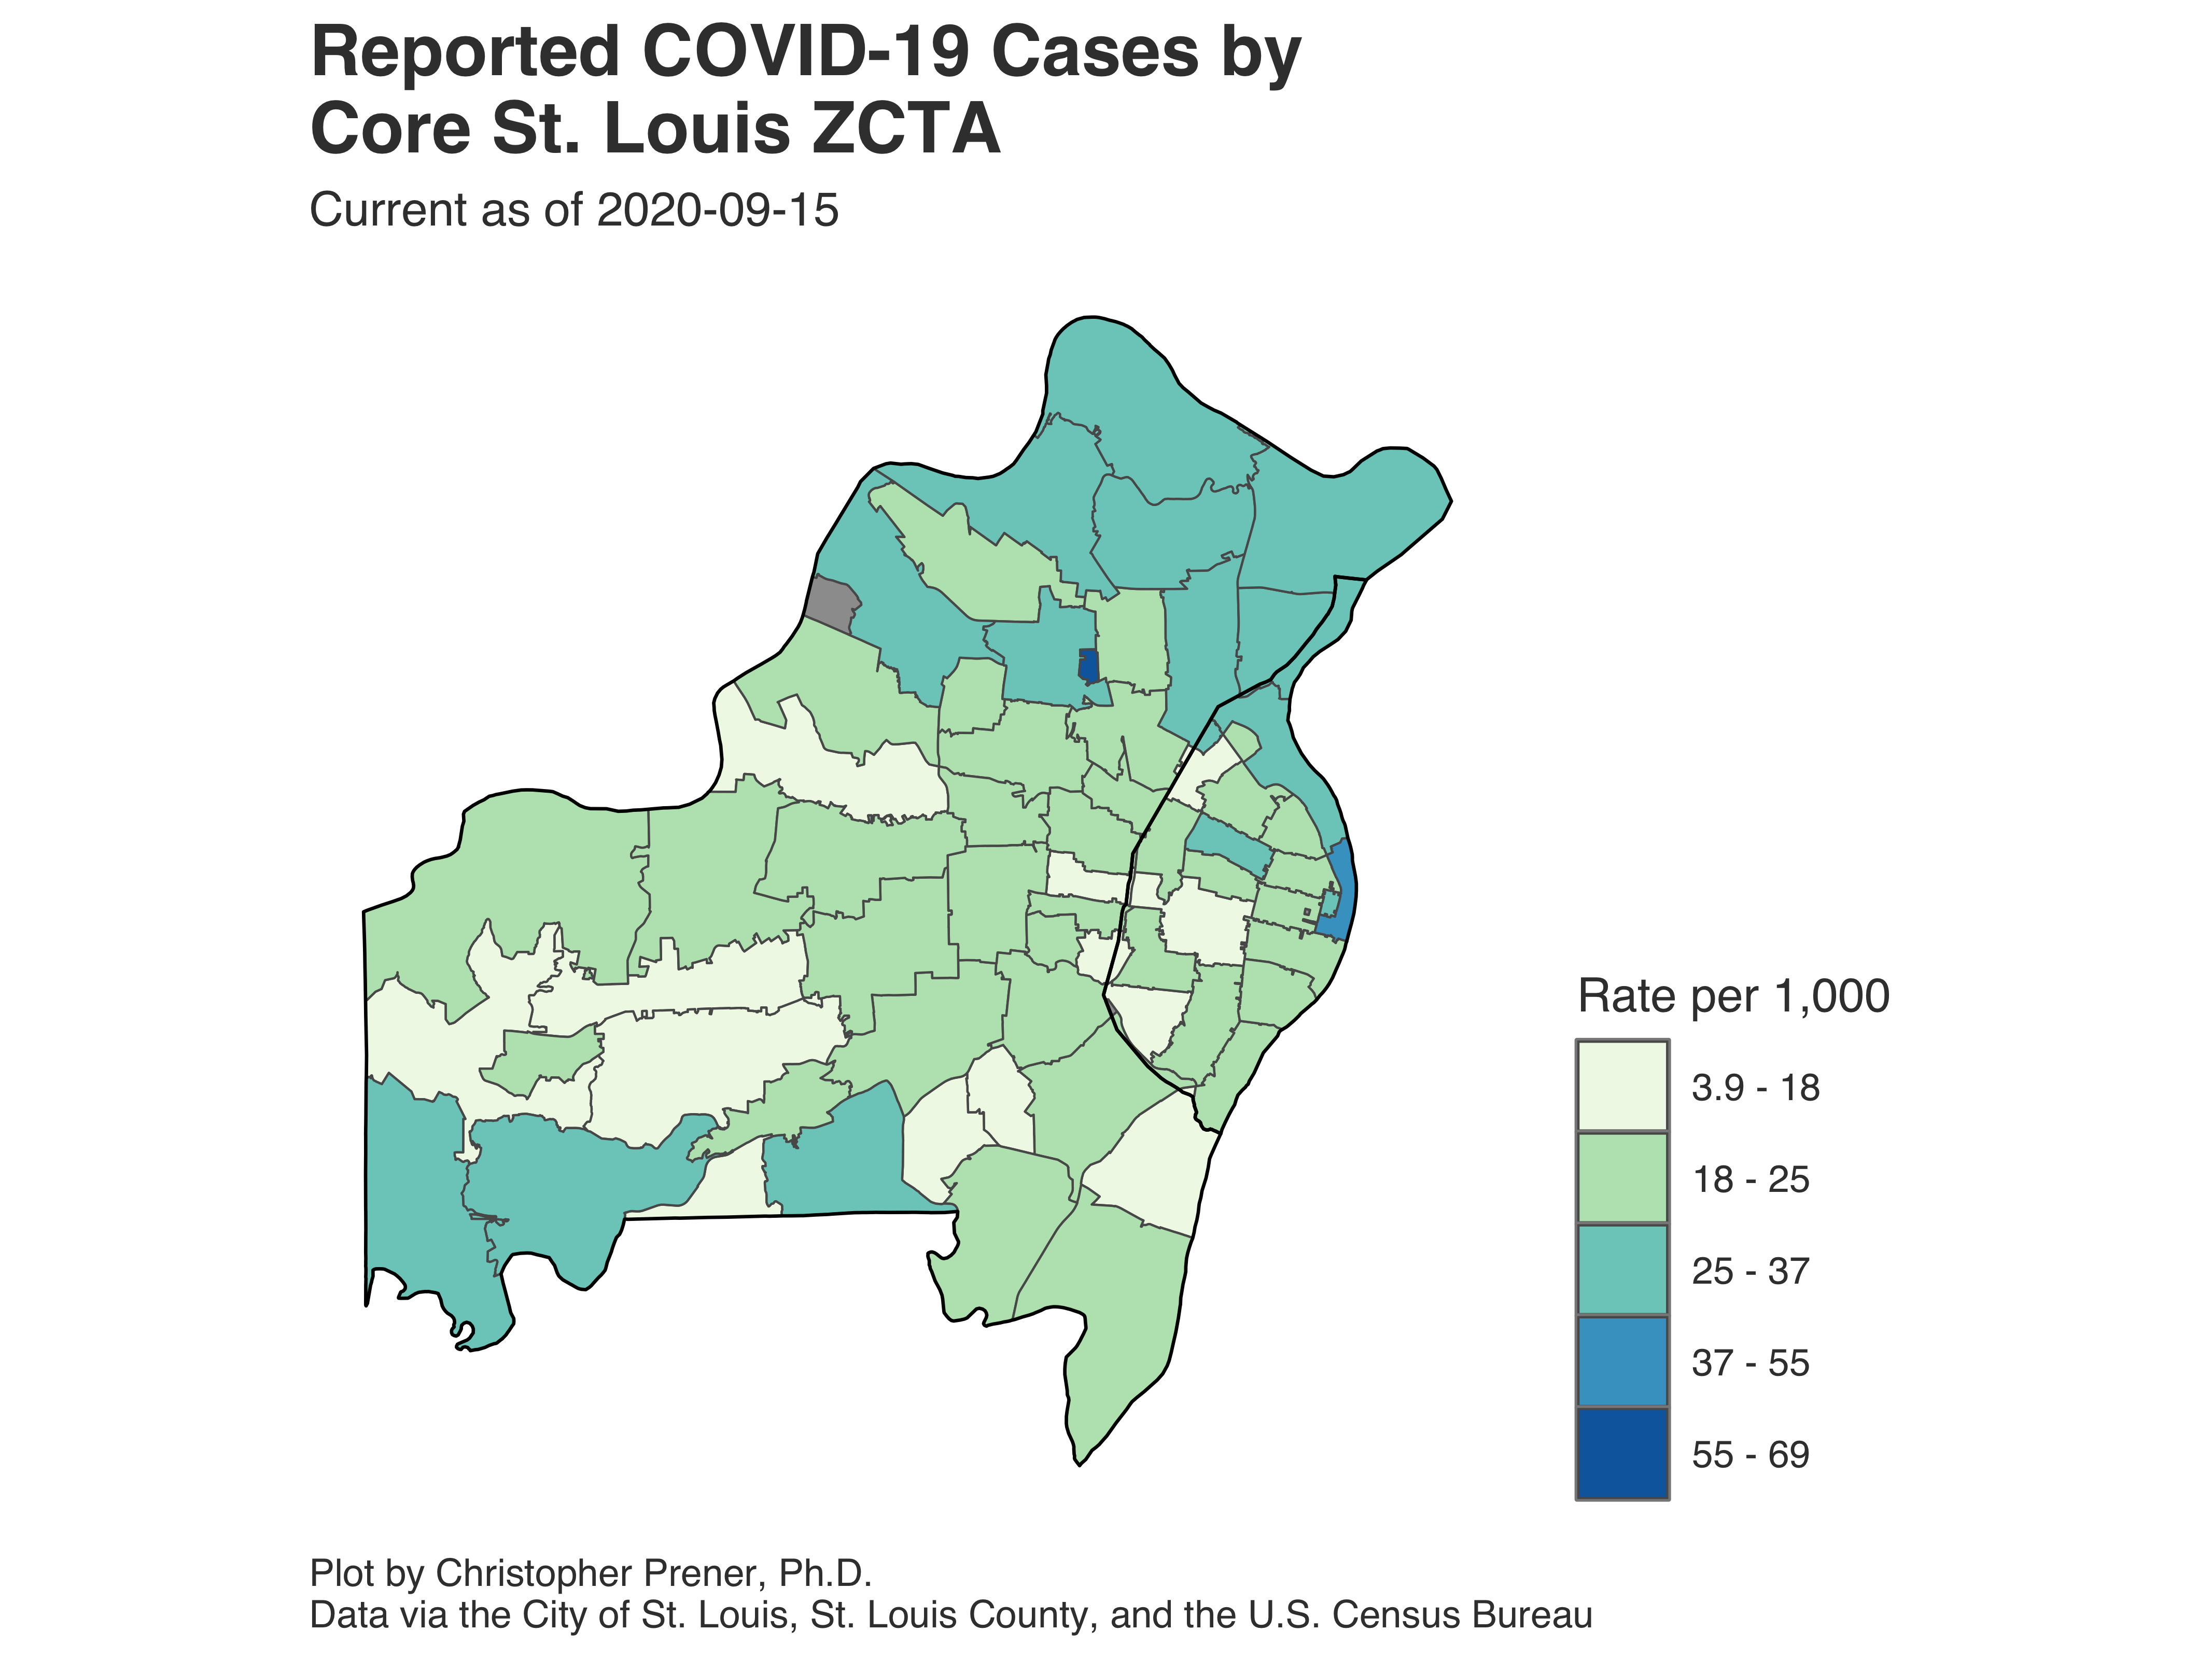 Reported COVID-19 Cases by
Core St. Louis ZCTA
Current as of 2020-09-15
Rate per 1,000
3.9 - 18
18 - 25
25 - 37
37 - 55
55 - 69
Plot by Christopher Prener, Ph.D.
Data via the City of St. Louis, St. Louis County, and the U.S. Census Bureau